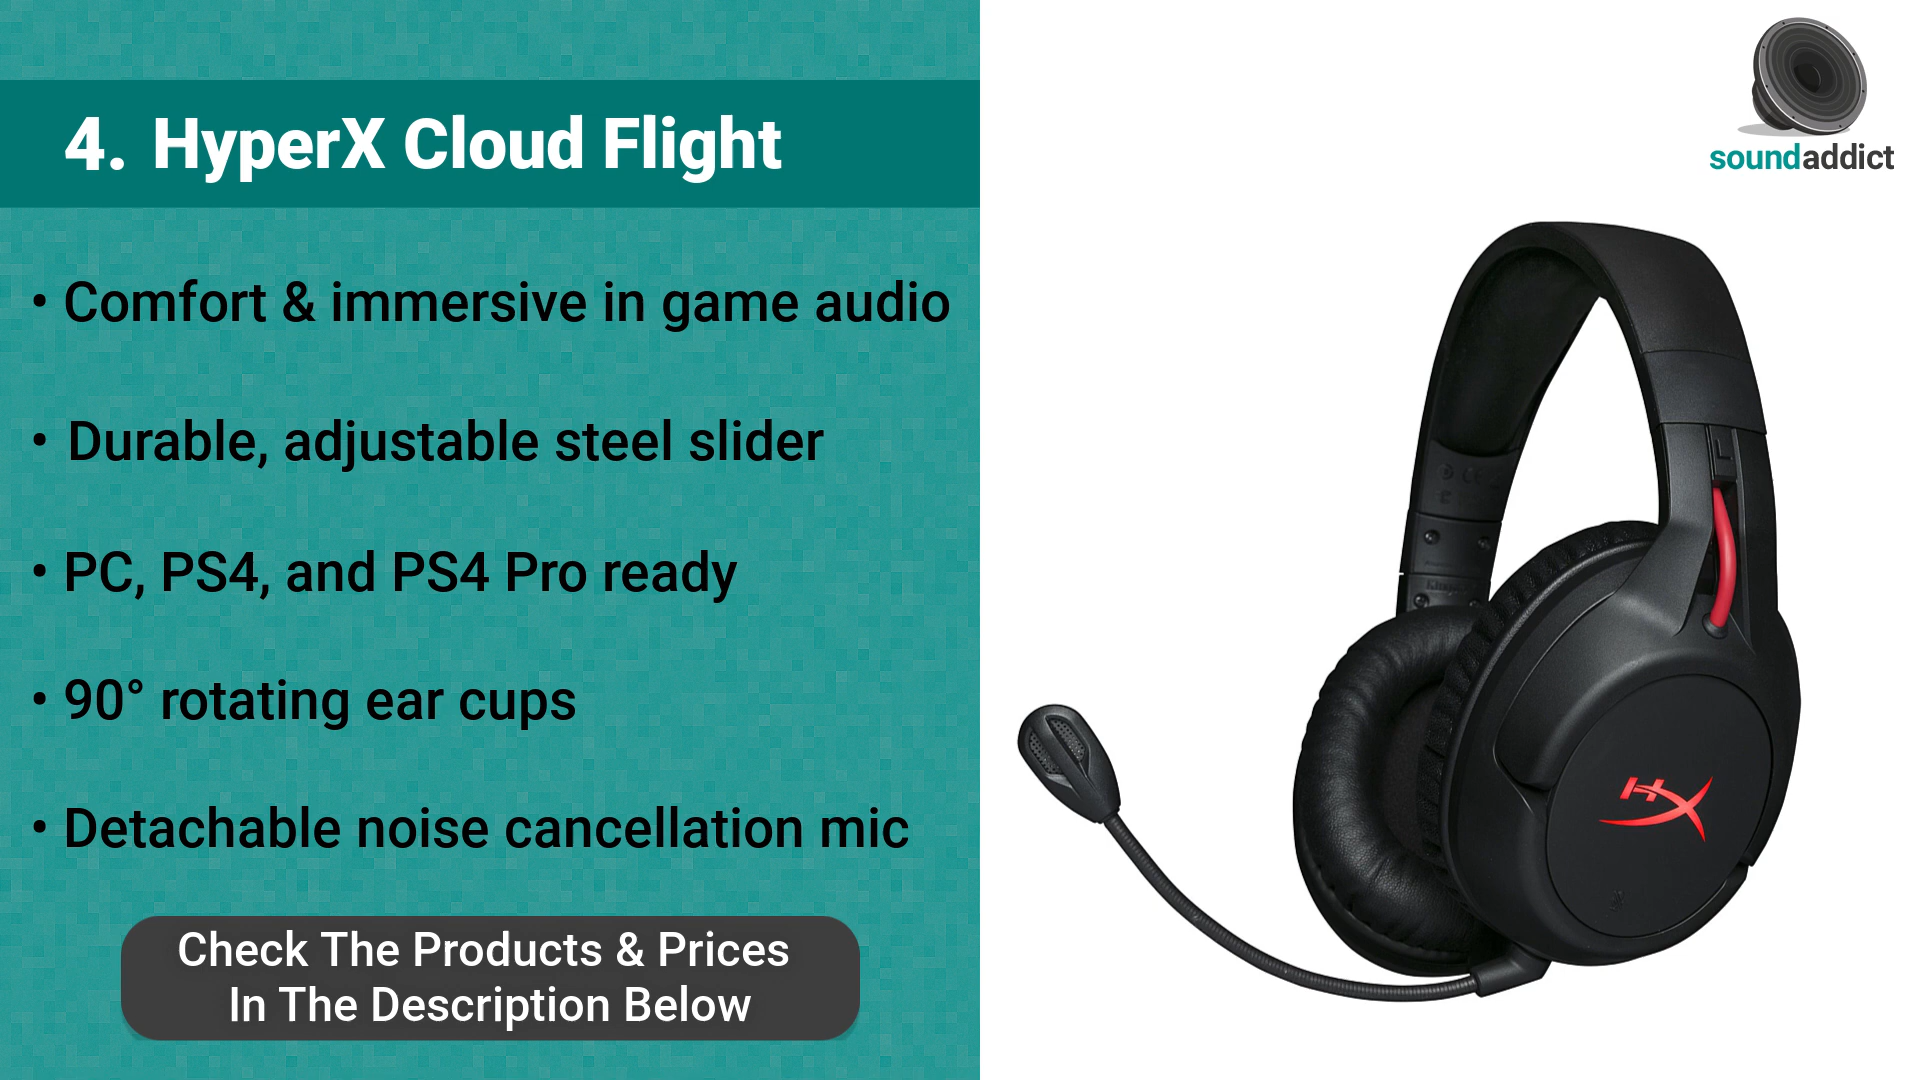 4. HyperX Cloud Flight
• Comfort & immersive in game audio
• Durable, adjustable steel slider
• PC, PS4, and PS4 Pro ready
• 90° rotating ear cups
• Detachable noise cancellation mic
Check The Products & Prices
In The Description Below
soundaddict
L
HX